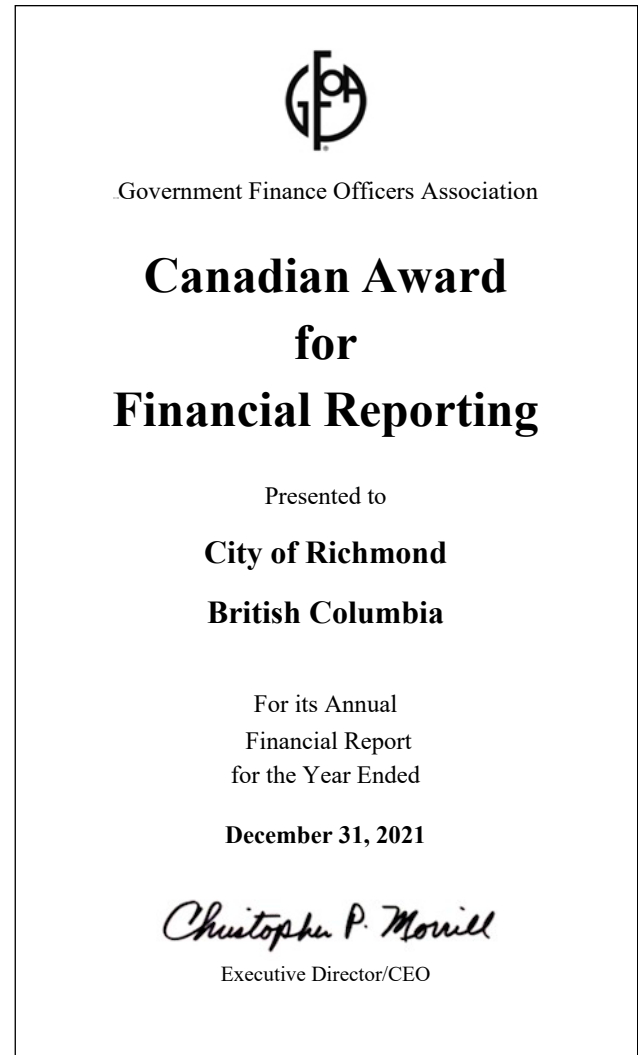 GFOA
Government Finance Officers Association
Canadian Award
for
Financial Reporting
Presented to
City of Richmond
British Columbia
For its Annual
Financial Report
for the Year Ended
December 31, 2021
Christopher P. Morrill
Executive Director/CEO